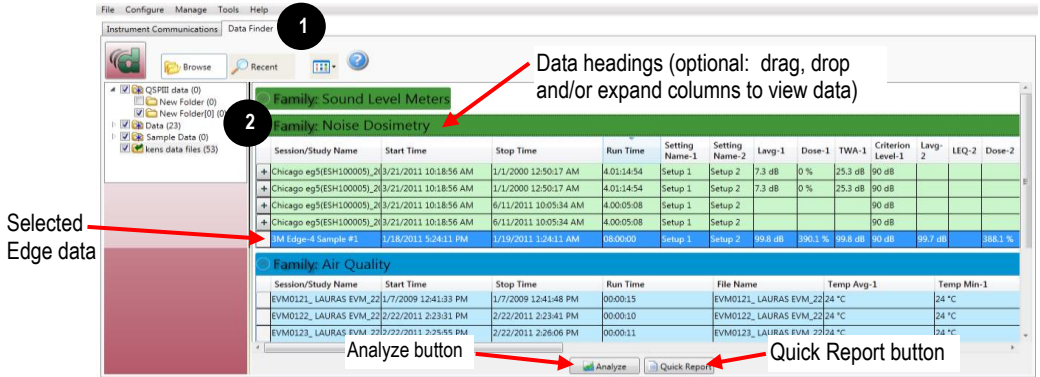 File Configure Manage Tools Help
Instrument Communications Data Finder
1
Browse Recent
Data headings (optional: drag, drop
and/or expand columns to view data)
QSPIII data (0)
New Folder (0)
New Folder[0] (0)
Data (23)
Sample Data (0)
kens data files (53)
2
Family: Sound Level Meters
Family: Noise Dosimetry
Session/Study Name Start Time Stop Time Run Time Setting Name-1 Setting Name-2 Lavg-1 Dose-1 TWA-1 Criterion Level-1 Lavg-2 LEQ-2 Dose-2
Chicago eg5(ESH100005)_20 3/21/2011 10:18:56 AM 1/1/2000 12:50:17 AM 4.01:14:54 Setup 1 Setup 2 7.3 dB 0 % 25.3 dB 90 dB
Chicago eg5(ESH100005)_20 3/21/2011 10:18:56 AM 1/1/2000 12:50:17 AM 4.01:14:54 Setup 1 Setup 2 7.3 dB 0 % 25.3 dB 90 dB
Chicago eg5(ESH100005)_20 3/21/2011 10:18:56 AM 6/11/2011 10:05:34 AM 4.00:05:08 Setup 1 Setup 2 90 dB
Chicago eg5(ESH100005)_20 3/21/2011 10:18:56 AM 6/11/2011 10:05:34 AM 4.00:05:08 Setup 1 Setup 2 90 dB
3M Edge-4 Sample #1 1/18/2011 5:24:11 PM 1/19/2011 1:24:11 AM 08:00:00 Setup 1 Setup 2 99.8 dB 390.1 % 99.8 dB 90 dB 99.7 dB 388.1 %
Selected
Edge data
Family: Air Quality
Session/Study Name Start Time Stop Time Run Time File Name Temp Avg-1 Temp Min-1
EVM0121_ LAURAS EVM_22 1/7/2009 12:41:33 PM 1/7/2009 12:41:48 PM 00:00:15 EVM0121_ LAURAS EVM_22 24 °C 24 °C
EVM0122_ LAURAS EVM_22 2/22/2011 2:23:31 PM 2/22/2011 2:23:41 PM 00:00:10 EVM0122_ LAURAS EVM_22 24 °C 24 °C
EVM0123_ LAURAS EVM_22 2/22/2011 2:25:55 PM 2/22/2011 2:26:06 PM 00:00:11 EVM0123_ LAURAS EVM_22 24 °C 24 °C
Analyze button
Quick Report button
Analyze Quick Report